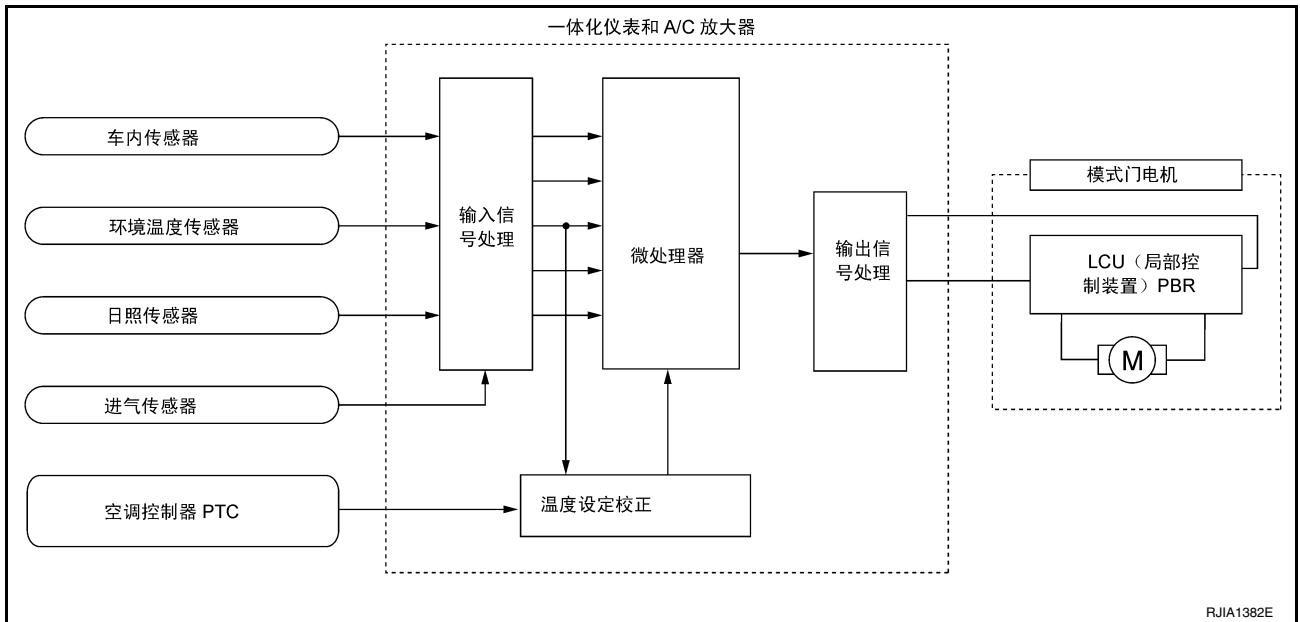 一体化仪表和 A/C 放大器
车内传感器
环境温度传感器
日照传感器
进气传感器
空调控制器 PTC
输入信
号处理
微处理器
温度设定校正
输出信
号处理
模式门电机
LCU（局部控
制装置）PBR
M
RJIA1382E